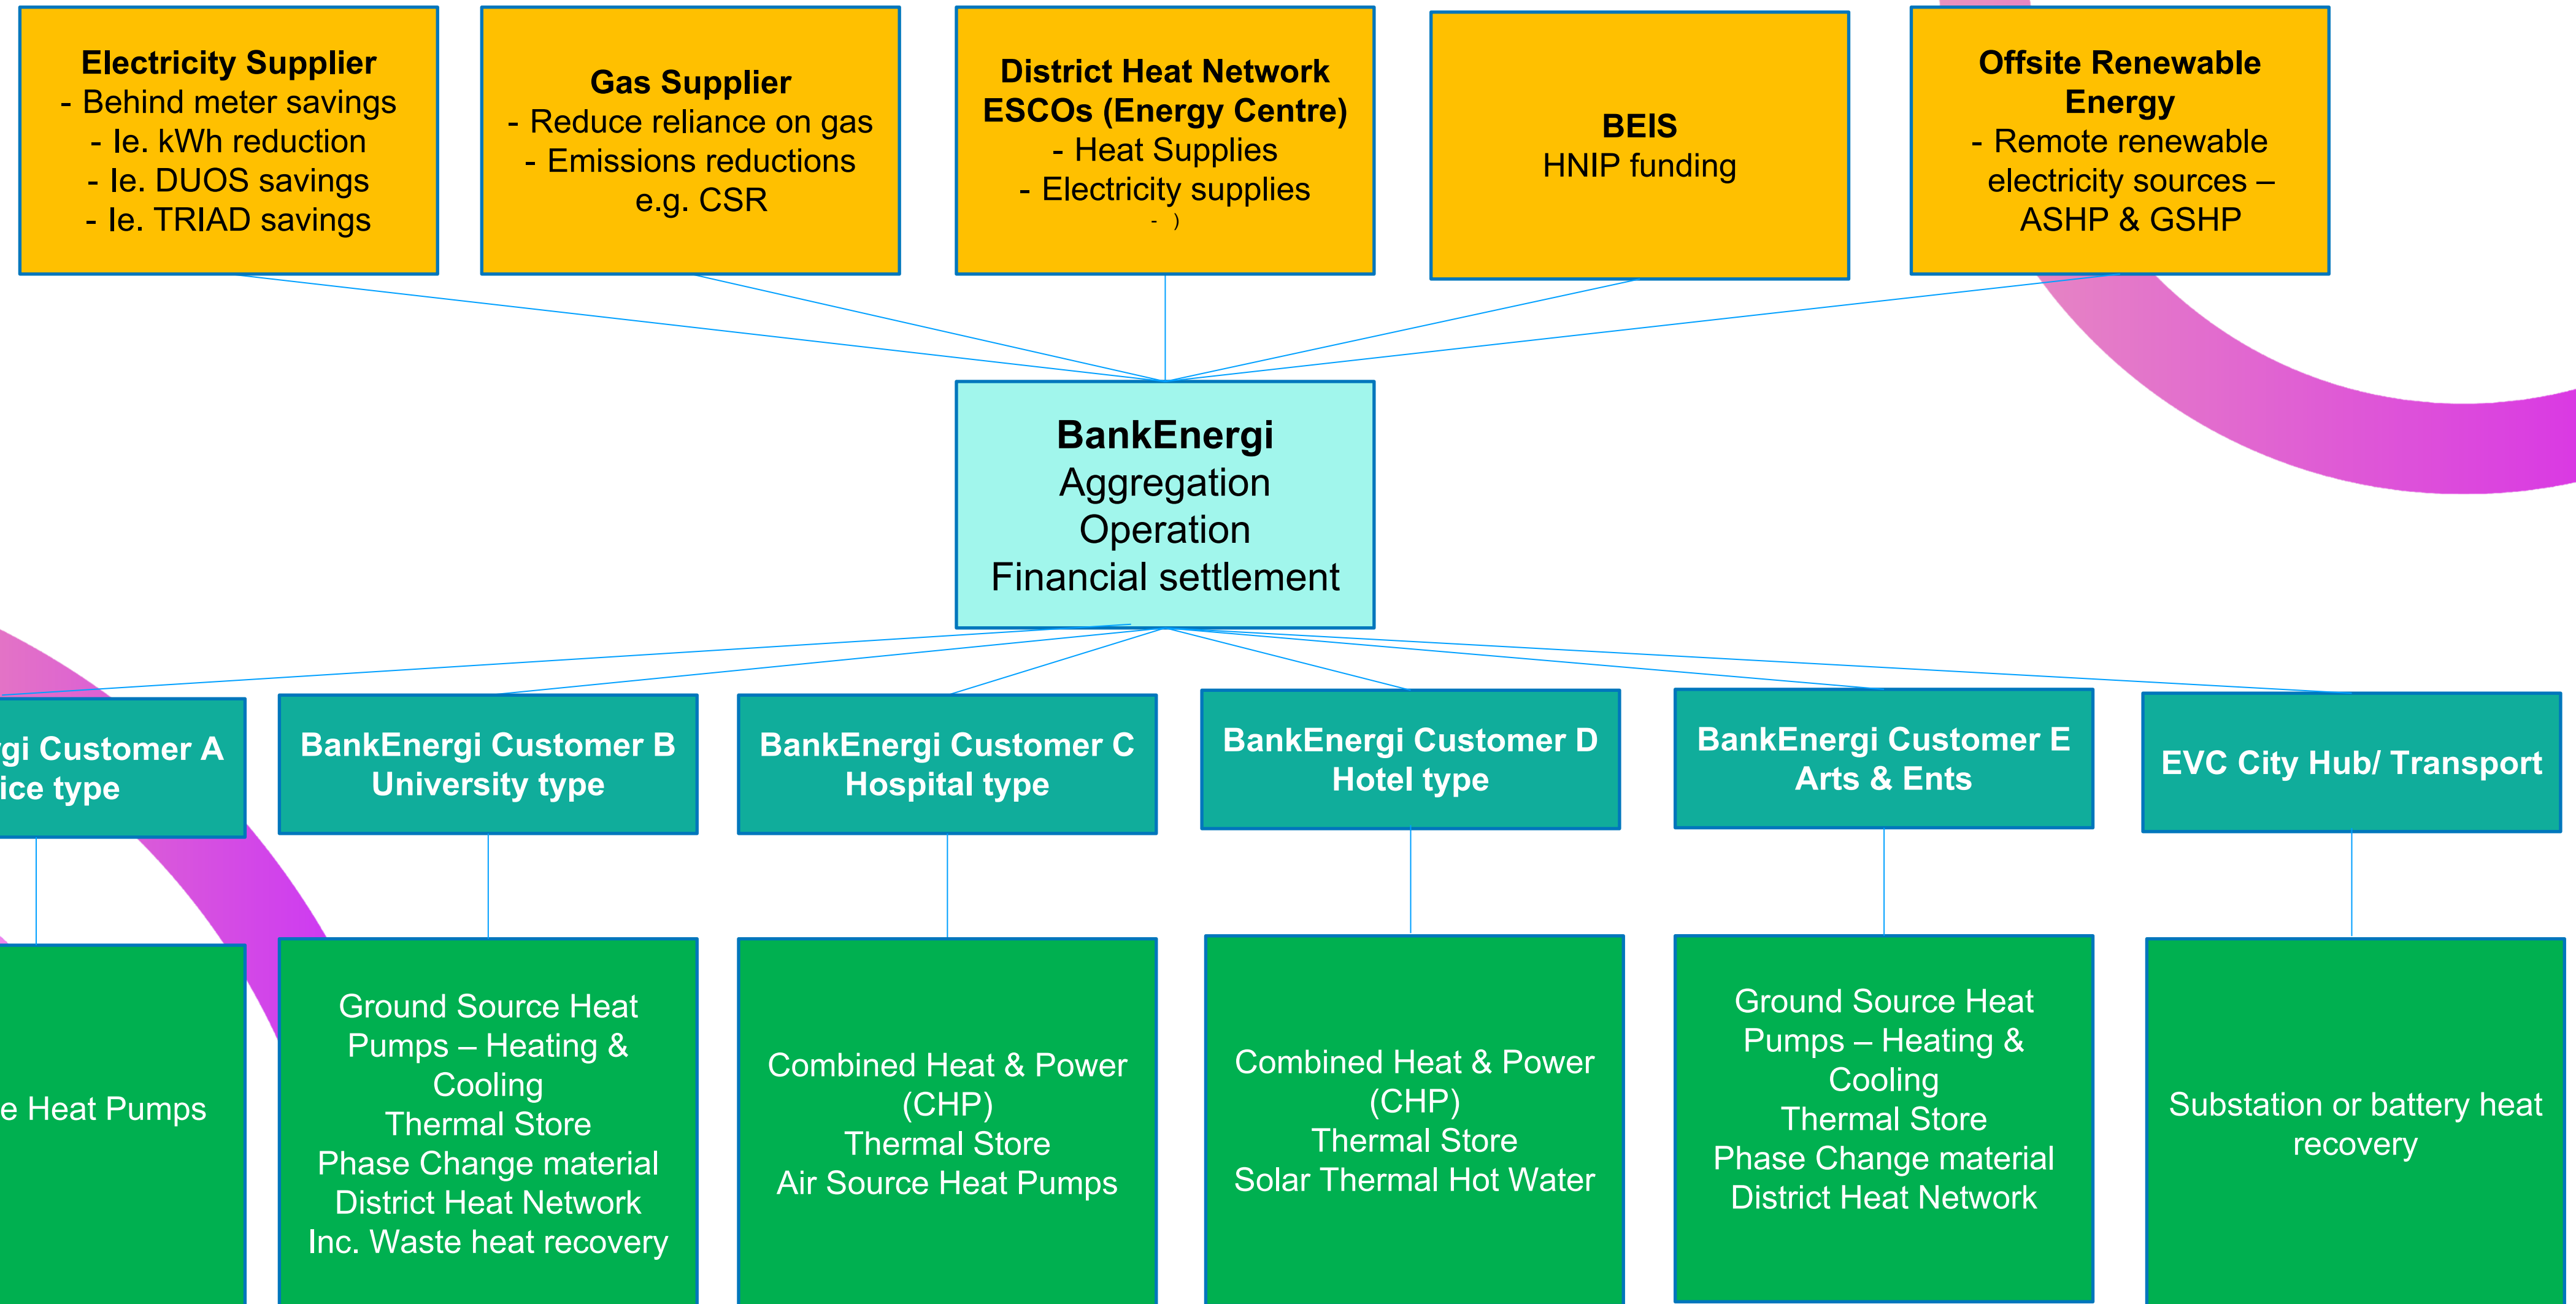 Electricity Supplier
- Behind meter savings
- Ie. kWh reduction
- Ie. DUOS savings
- Ie. TRIAD savings
Gas Supplier
- Reduce reliance on gas
- Emissions reductions
e.g. CSR
District Heat Network
ESCOs (Energy Centre)
- Heat Supplies
- Electricity supplies
- )
BEIS
HNIP funding
Offsite Renewable
Energy
- Remote renewable
electricity sources –
ASHP & GSHP
BankEnergi
Aggregation
Operation
Financial settlement
Customer A
type
BankEnergi Customer B
University type
BankEnergi Customer C
Hospital type
BankEnergi Customer D
Hotel type
BankEnergi Customer E
Arts & Ents
EVC City Hub/ Transport
Heat Pumps
Ground Source Heat
Pumps – Heating &
Cooling
Thermal Store
Phase Change material
District Heat Network
Inc. Waste heat recovery
Combined Heat & Power
(CHP)
Thermal Store
Air Source Heat Pumps
Combined Heat & Power
(CHP)
Thermal Store
Solar Thermal Hot Water
Ground Source Heat
Pumps – Heating &
Cooling
Thermal Store
Phase Change material
District Heat Network
Substation or battery heat
recovery